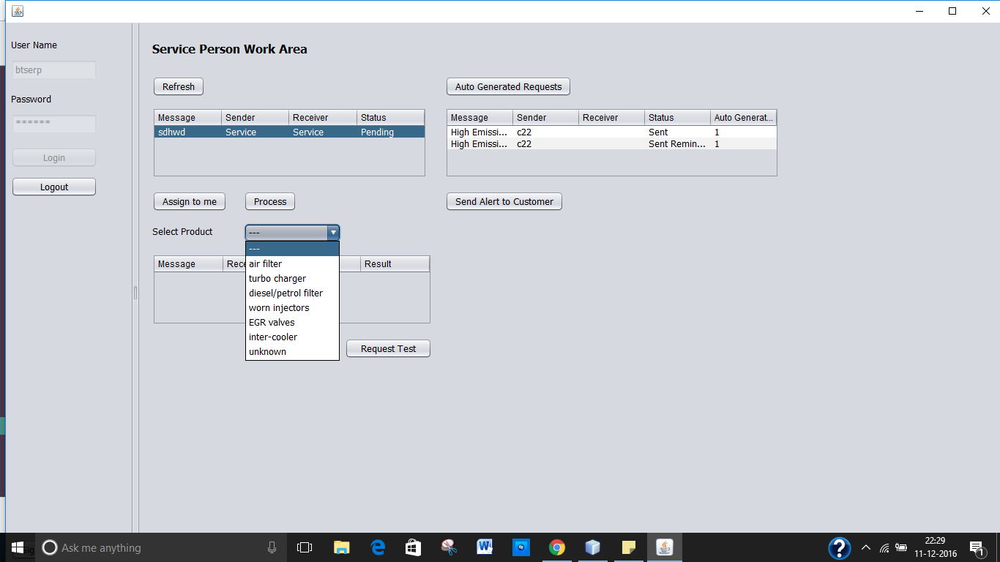 User Name
btserp
Password
******
Login
Logout
Service Person Work Area
Refresh
Message Sender Receiver Status
sdhwd Service Service Pending
Assign to me Process
Select Product ---
---
air filter
turbo charger
diesel/petrol filter
worn injectors
EGR valves
inter-cooler
unknown
Message Rece Result
Request Test
Auto Generated Requests
Message Sender Receiver Status Auto Generat...
High Emissi... c22 Sent 1
High Emissi... c22 Sent Remin... 1
Send Alert to Customer
Ask me anything
22:29
11-12-2016
1